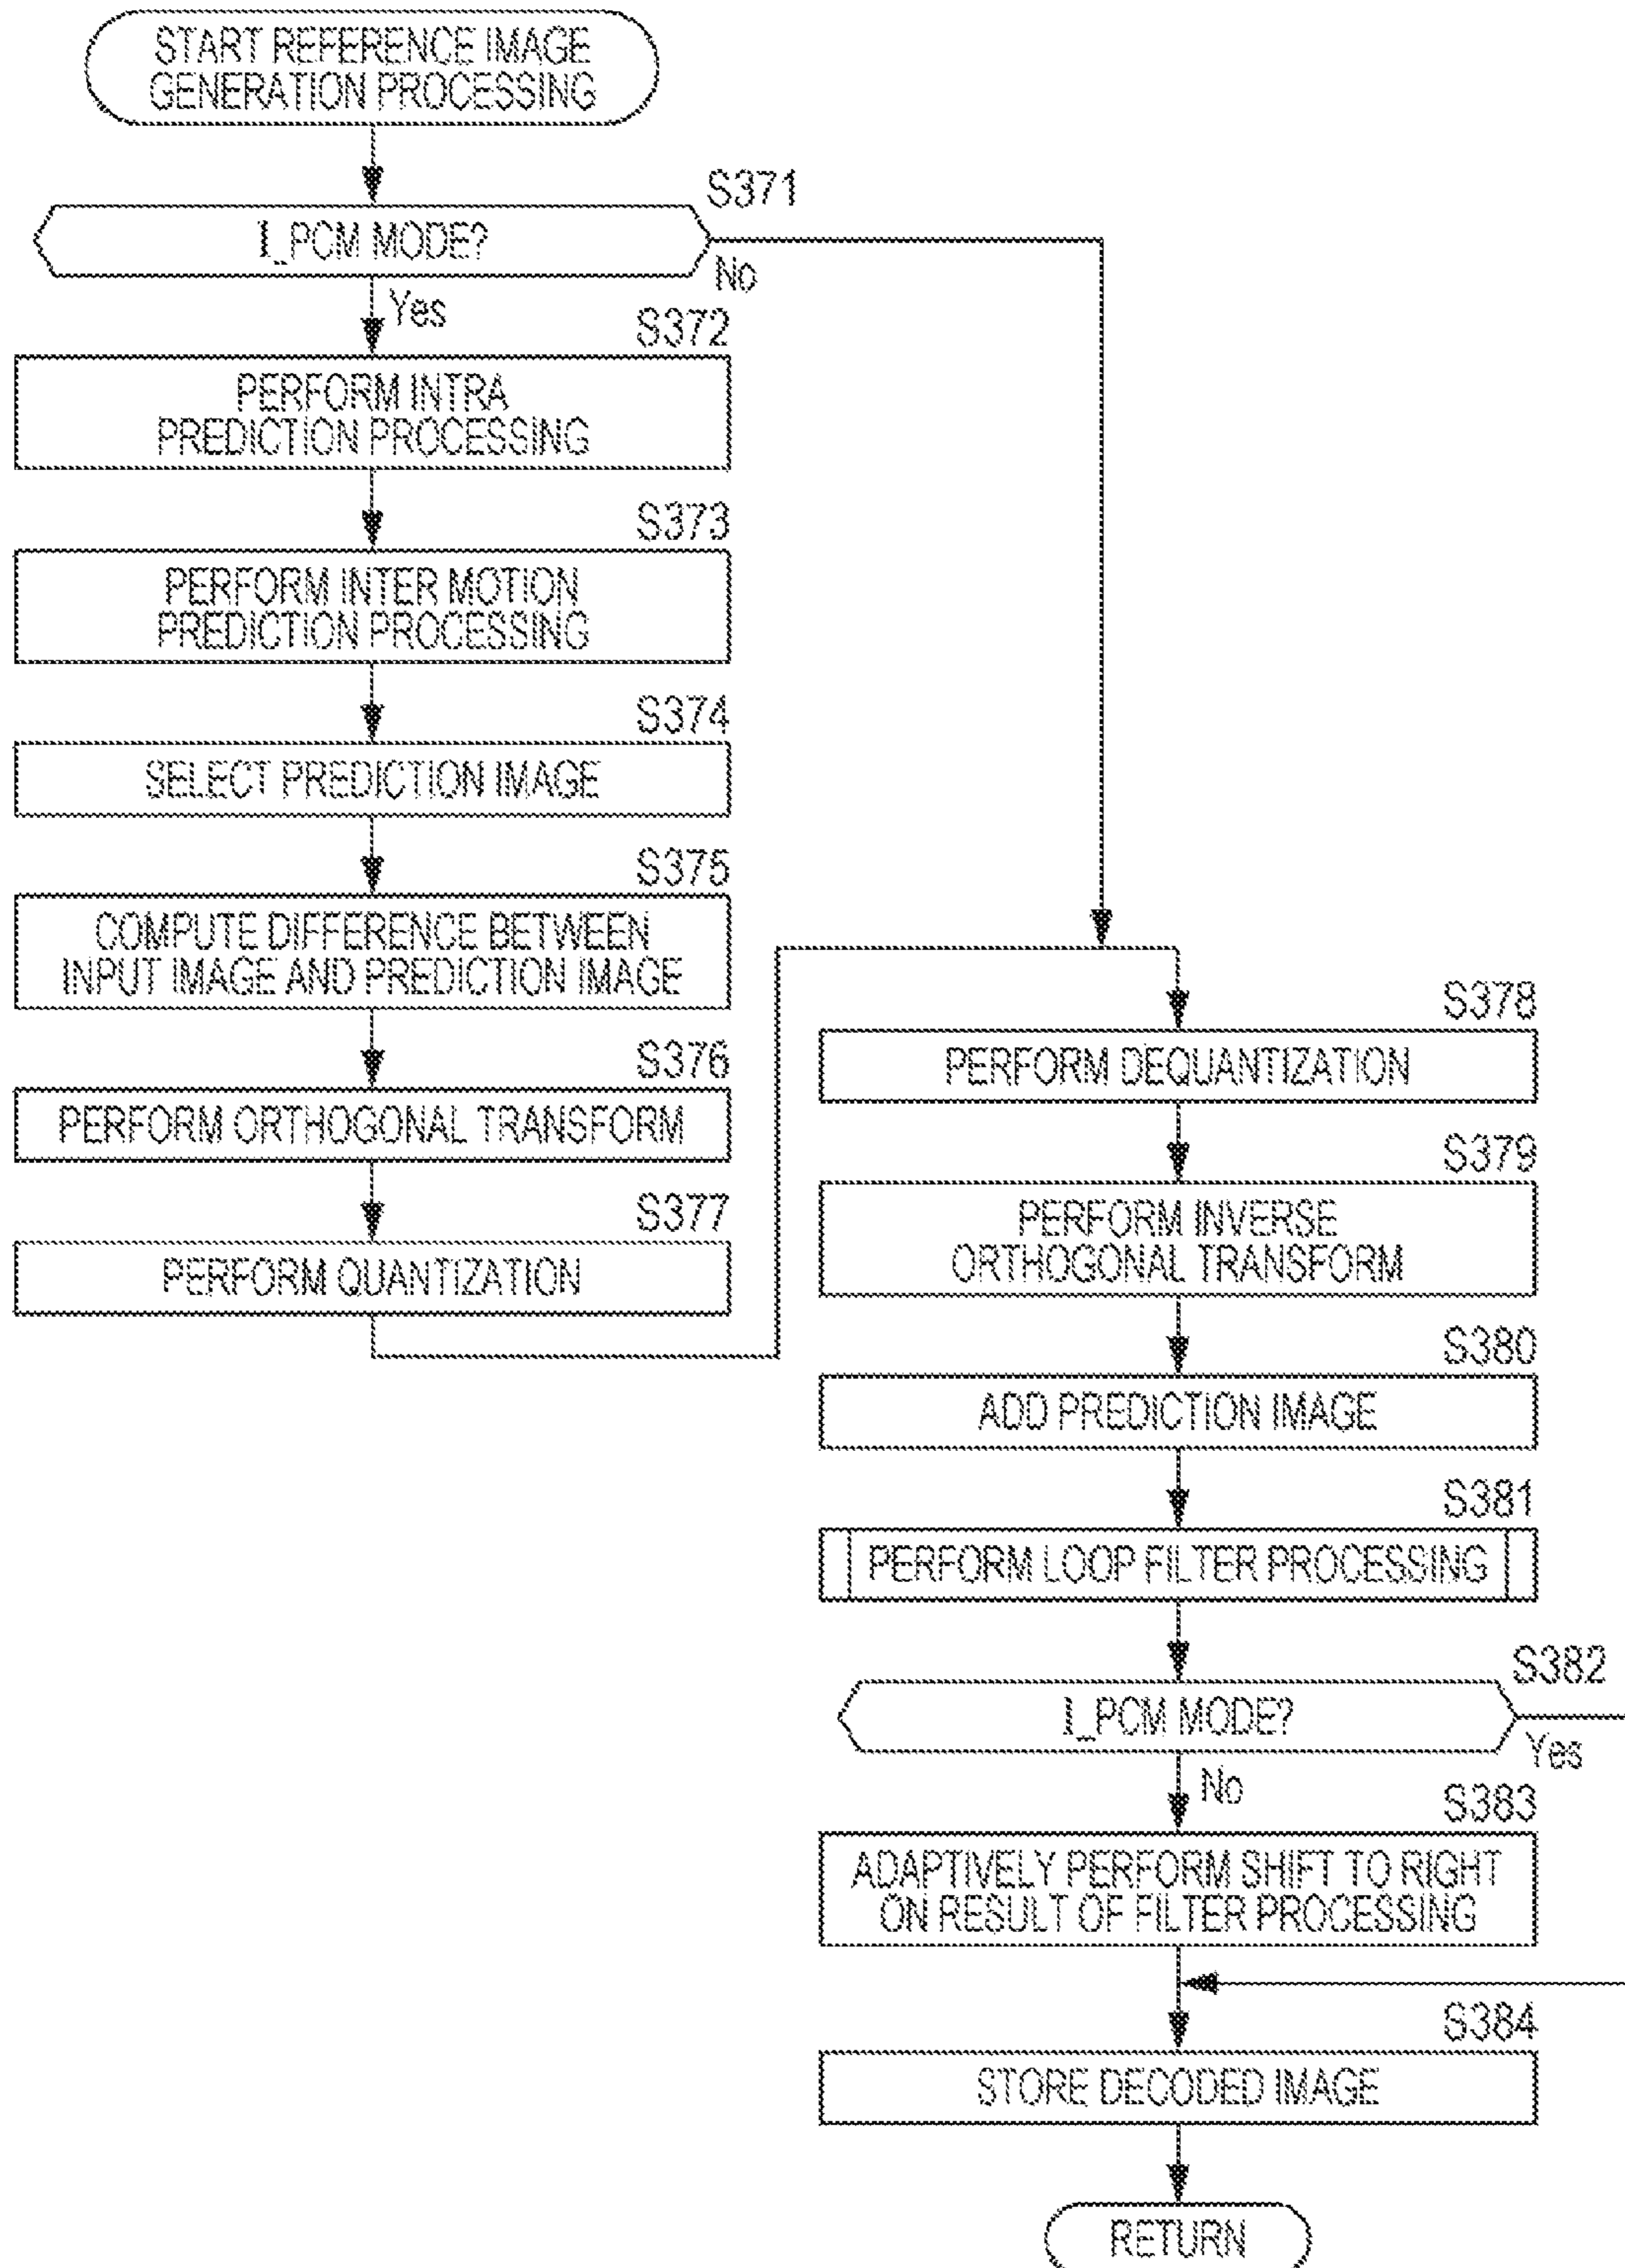 START REFERENCE IMAGE
GENERATION PROCESSING
S371
I_PCM MODE?
No
Yes
S372
PERFORM INTRA
PREDICTION PROCESSING
S373
PERFORM INTER MOTION
PREDICTION PROCESSING
S374
SELECT PREDICTION IMAGE
S375
COMPUTE DIFFERENCE BETWEEN
INPUT IMAGE AND PREDICTION IMAGE
S376
PERFORM ORTHOGONAL TRANSFORM
S377
PERFORM QUANTIZATION
S378
PERFORM DEQUANTIZATION
S379
PERFORM INVERSE
ORTHOGONAL TRANSFORM
S380
ADD PREDICTION IMAGE
S381
PERFORM LOOP FILTER PROCESSING
S382
I_PCM MODE?
Yes
No
S383
ADAPTIVELY PERFORM SHIFT TO RIGHT
ON RESULT OF FILTER PROCESSING
S384
STORE DECODED IMAGE
RETURN